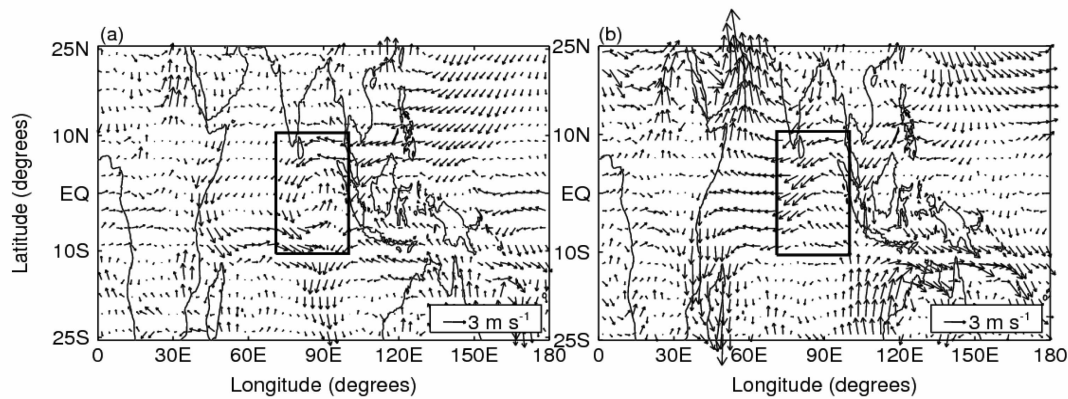 (a)
(b)
Latitude (degrees)
25N
10N
EQ
10S
25S
3 m s⁻¹
0 30E 60E 90E 120E 150E 180
Longitude (degrees)
25N
10N
EQ
10S
25S
3 m s⁻¹
0 30E 60E 90E 120E 150E 180
Longitude (degrees)